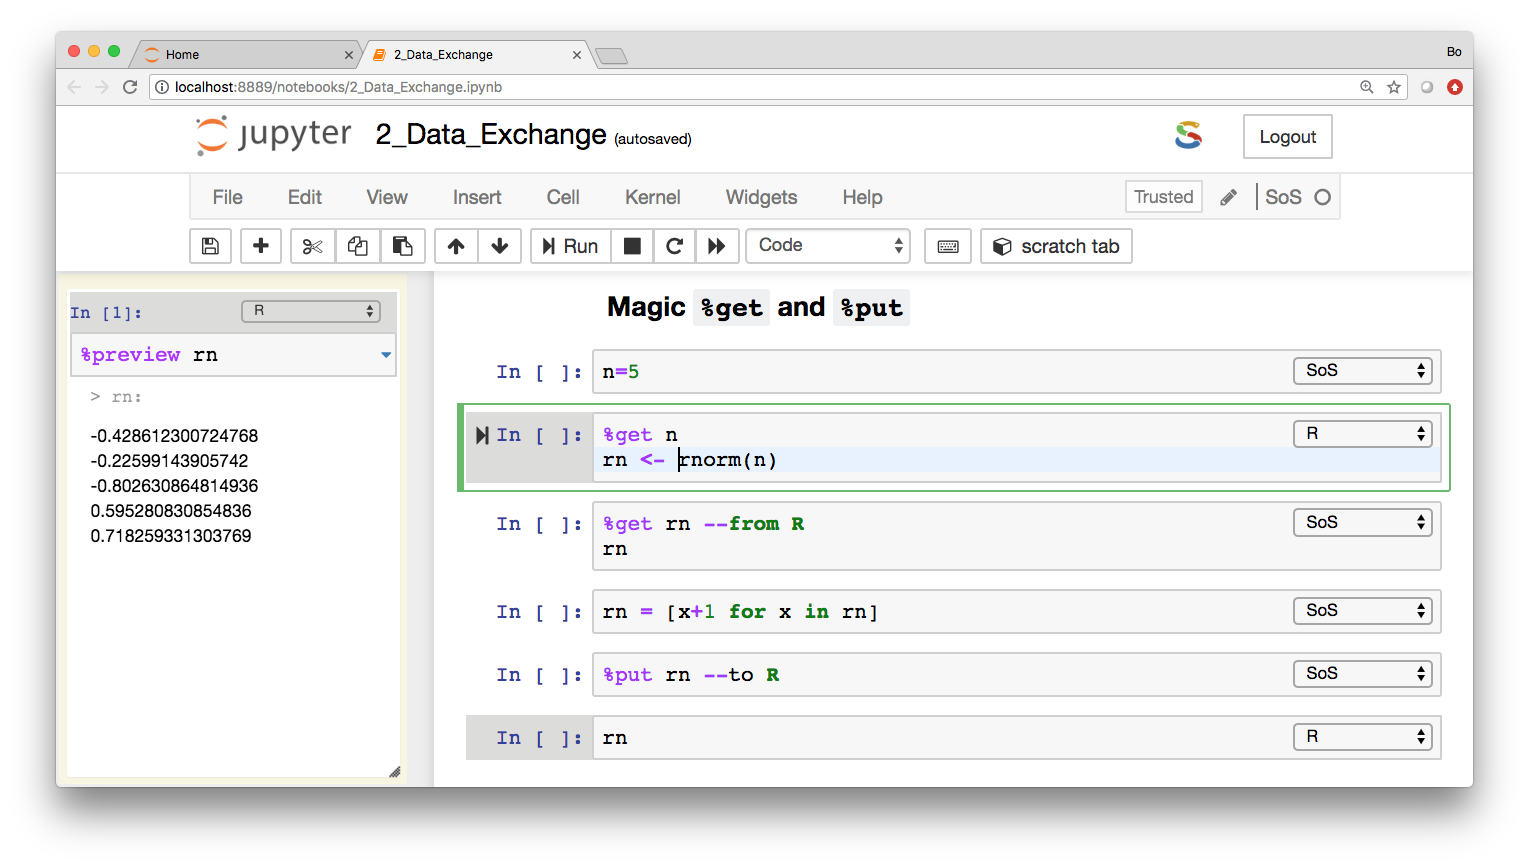 Home
2_Data_Exchange
Bo
localhost:8889/notebooks/2_Data_Exchange.ipynb
jupyter 2_Data_Exchange (autosaved)
Logout
File Edit View Insert Cell Kernel Widgets Help
Trusted
SoS
Run
Code
scratch tab
In [1]:
R
%preview rn
> rn:
-0.428612300724768
-0.22599143905742
-0.802630864814936
0.595280830854836
0.718259331303769
Magic %get and %put
In [ ]: n=5 SoS
In [ ]: %get n R
rn <- rnorm(n)
In [ ]: %get rn --from R SoS
rn
In [ ]: rn = [x+1 for x in rn] SoS
In [ ]: %put rn --to R SoS
In [ ]: rn R